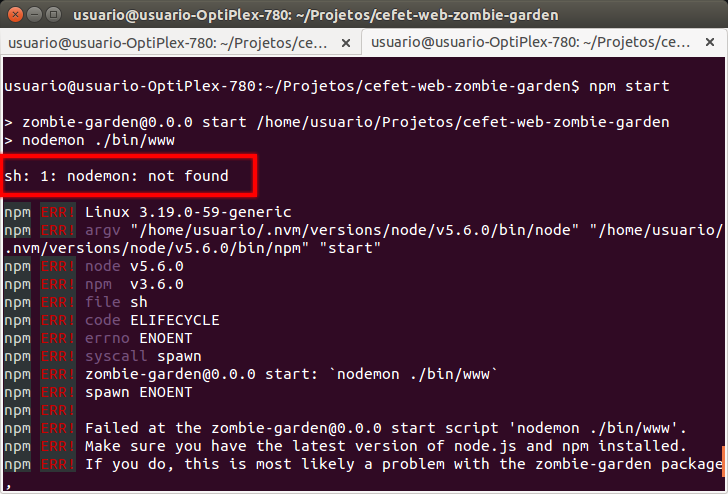 usuario@usuario-OptiPlex-780: ~/Projetos/cefet-web-zombie-garden
usuario@usuario-OptiPlex-780: ~/Projetos/ce… × usuario@usuario-OptiPlex-780: ~/Projetos/ce… ×
usuario@usuario-OptiPlex-780:~/Projetos/cefet-web-zombie-garden$ npm start
> zombie-garden@0.0.0 start /home/usuario/Projetos/cefet-web-zombie-garden
> nodemon ./bin/www
sh: 1: nodemon: not found
npm ERR! Linux 3.19.0-59-generic
npm ERR! argv "/home/usuario/.nvm/versions/node/v5.6.0/bin/node" "/home/usuario/
.nvm/versions/node/v5.6.0/bin/npm" "start"
npm ERR! node v5.6.0
npm ERR! npm  v3.6.0
npm ERR! file sh
npm ERR! code ELIFECYCLE
npm ERR! errno ENOENT
npm ERR! syscall spawn
npm ERR! zombie-garden@0.0.0 start: `nodemon ./bin/www`
npm ERR! spawn ENOENT
npm ERR!
npm ERR! Failed at the zombie-garden@0.0.0 start script 'nodemon ./bin/www'.
npm ERR! Make sure you have the latest version of node.js and npm installed.
npm ERR! If you do, this is most likely a problem with the zombie-garden package
,